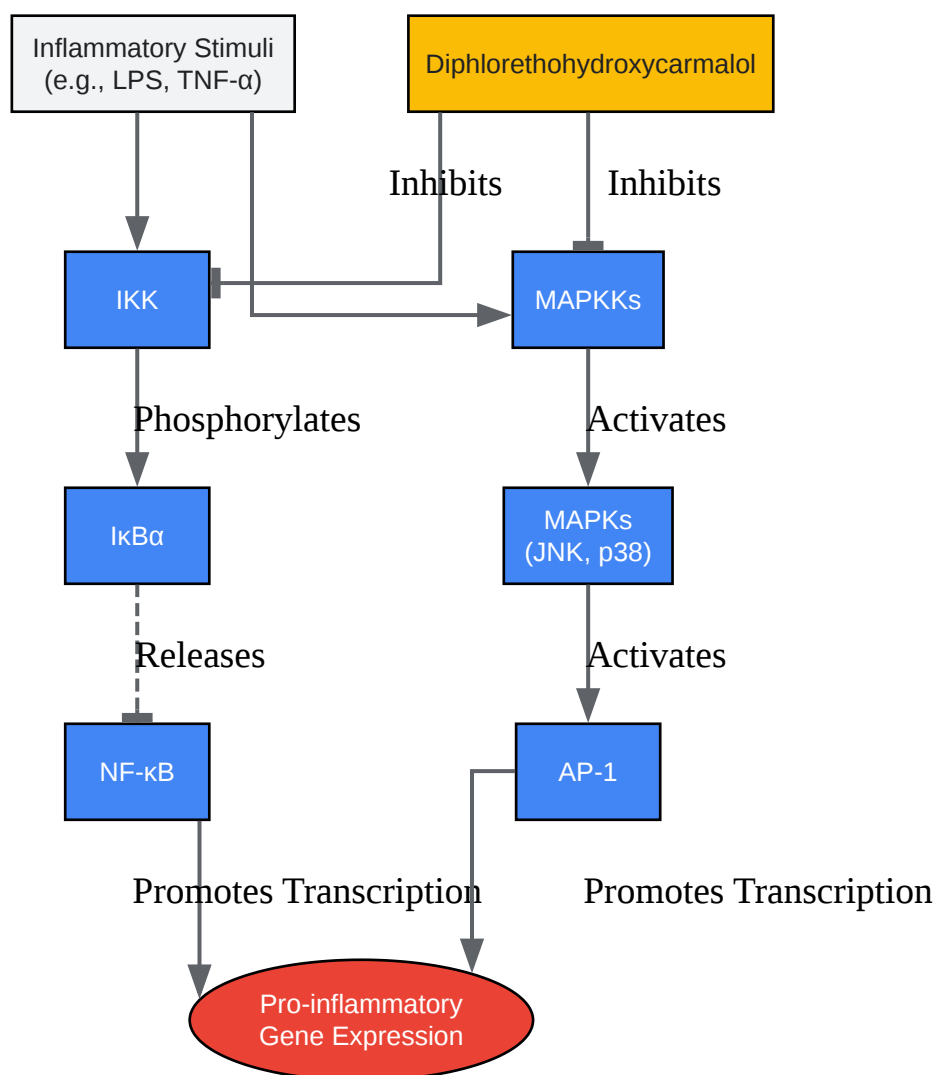 Inflammatory Stimuli
(e.g., LPS, TNF-α)
Diphlorethohydroxycarmalol
Inhibits
Inhibits
IKK
MAPKKs
Phosphorylates
Activates
IκBα
MAPKs
(JNK, p38)
Releases
Activates
NF-κB
AP-1
Promotes Transcription
Promotes Transcription
Pro-inflammatory
Gene Expression